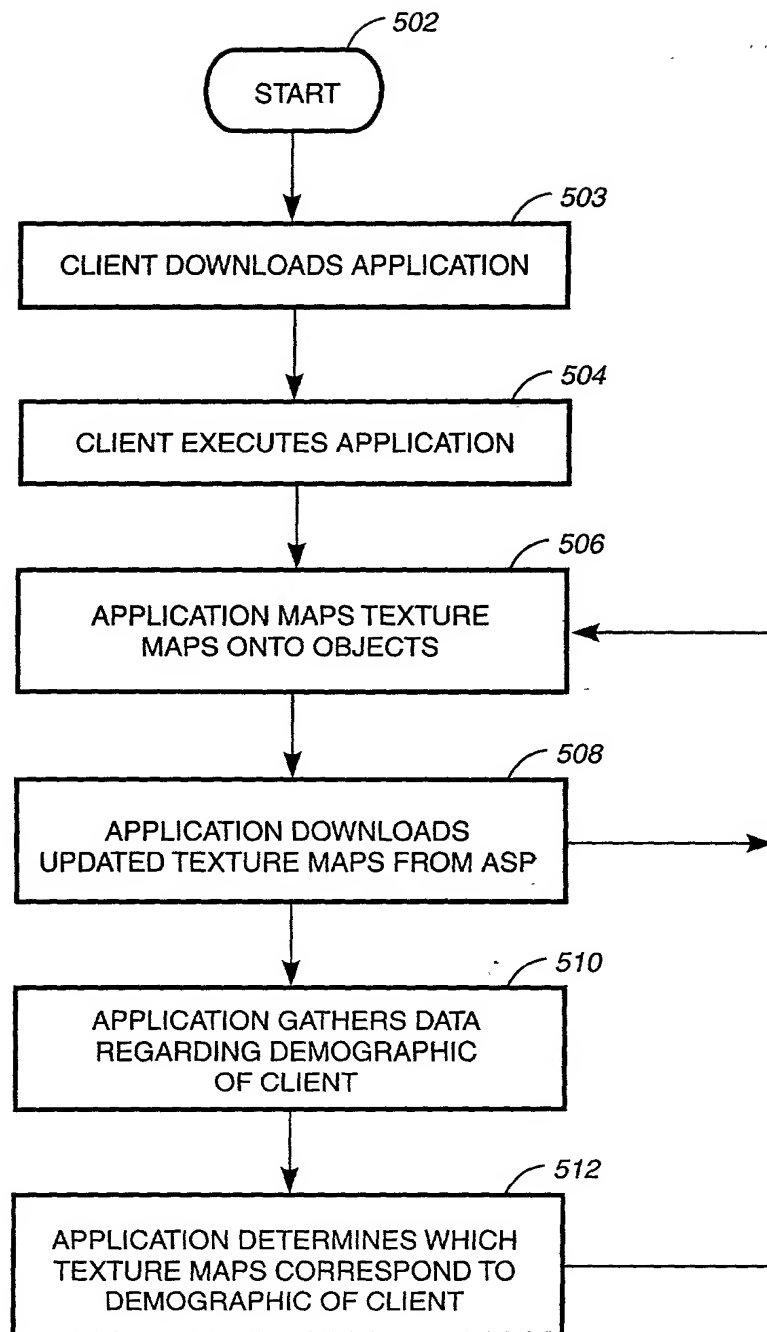 502
START
503
CLIENT DOWNLOADS APPLICATION
504
CLIENT EXECUTES APPLICATION
506
APPLICATION MAPS TEXTURE
MAPS ONTO OBJECTS
508
APPLICATION DOWNLOADS
UPDATED TEXTURE MAPS FROM ASP
510
APPLICATION GATHERS DATA
REGARDING DEMOGRAPHIC
OF CLIENT
512
APPLICATION DETERMINES WHICH
TEXTURE MAPS CORRESPOND TO
DEMOGRAPHIC OF CLIENT